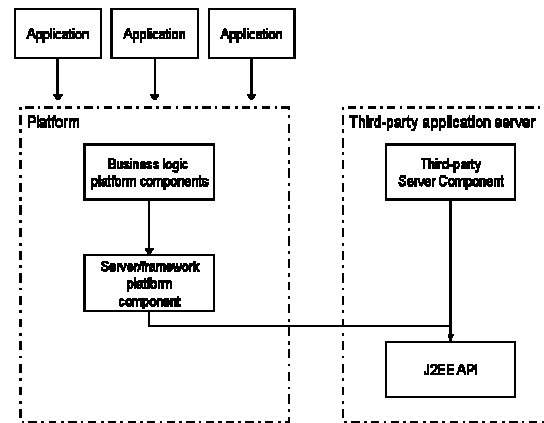 Application
Application
Application
Platform
Third-party application server
Business logic
platform components
Third-party
Server Component
Server/framework
platform
component
J2EE API